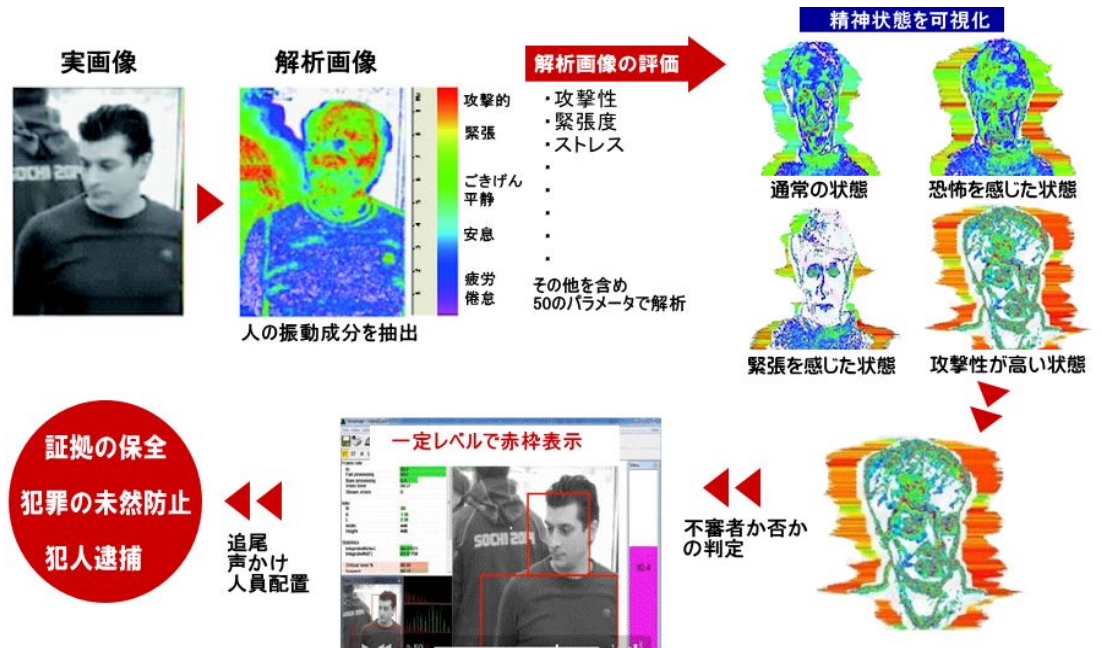 精神状態を可視化
実画像
解析画像
解析画像の評価
攻撃的
緊張
ごきげん
平静
安息
疲労
倦怠
・攻撃性
・緊張度
・ストレス
・
・
・
・
・
その他を含め
50のパラメータで解析
人の振動成分を抽出
通常の状態
恐怖を感じた状態
緊張を感じた状態
攻撃性が高い状態
SOCHI 2014
証拠の保全
犯罪の未然防止
犯人逮捕
追尾
声かけ
人員配置
一定レベルで赤枠表示
SOCHI 2014
不審者か否か
の判定